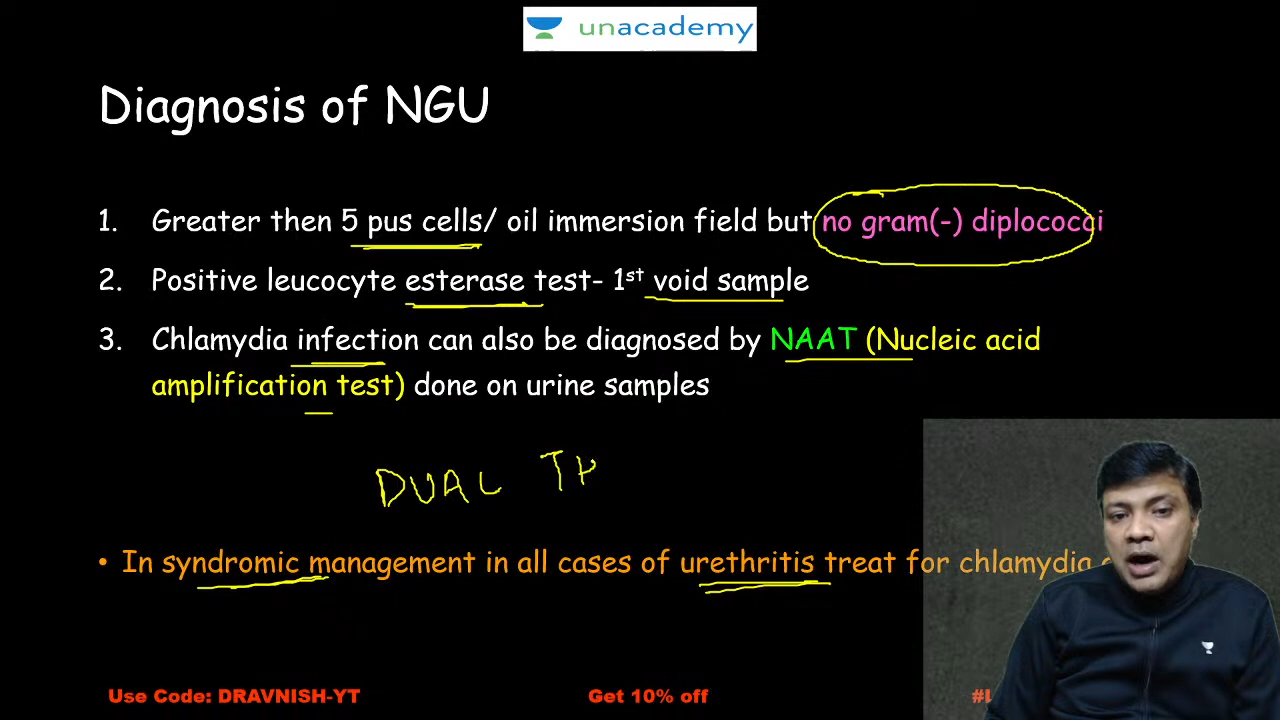 unacademy
Diagnosis of NGU
1. Greater then 5 pus cells/ oil immersion field but no gram(-) diplococci
2. Positive leucocyte esterase test- 1st void sample
3. Chlamydia infection can also be diagnosed by NAAT (Nucleic acid
amplification test) done on urine samples
DUAL TH
• In syndromic management in all cases of urethritis treat for chlamydia
Use Code: DRAVNISH-YT Get 10% off